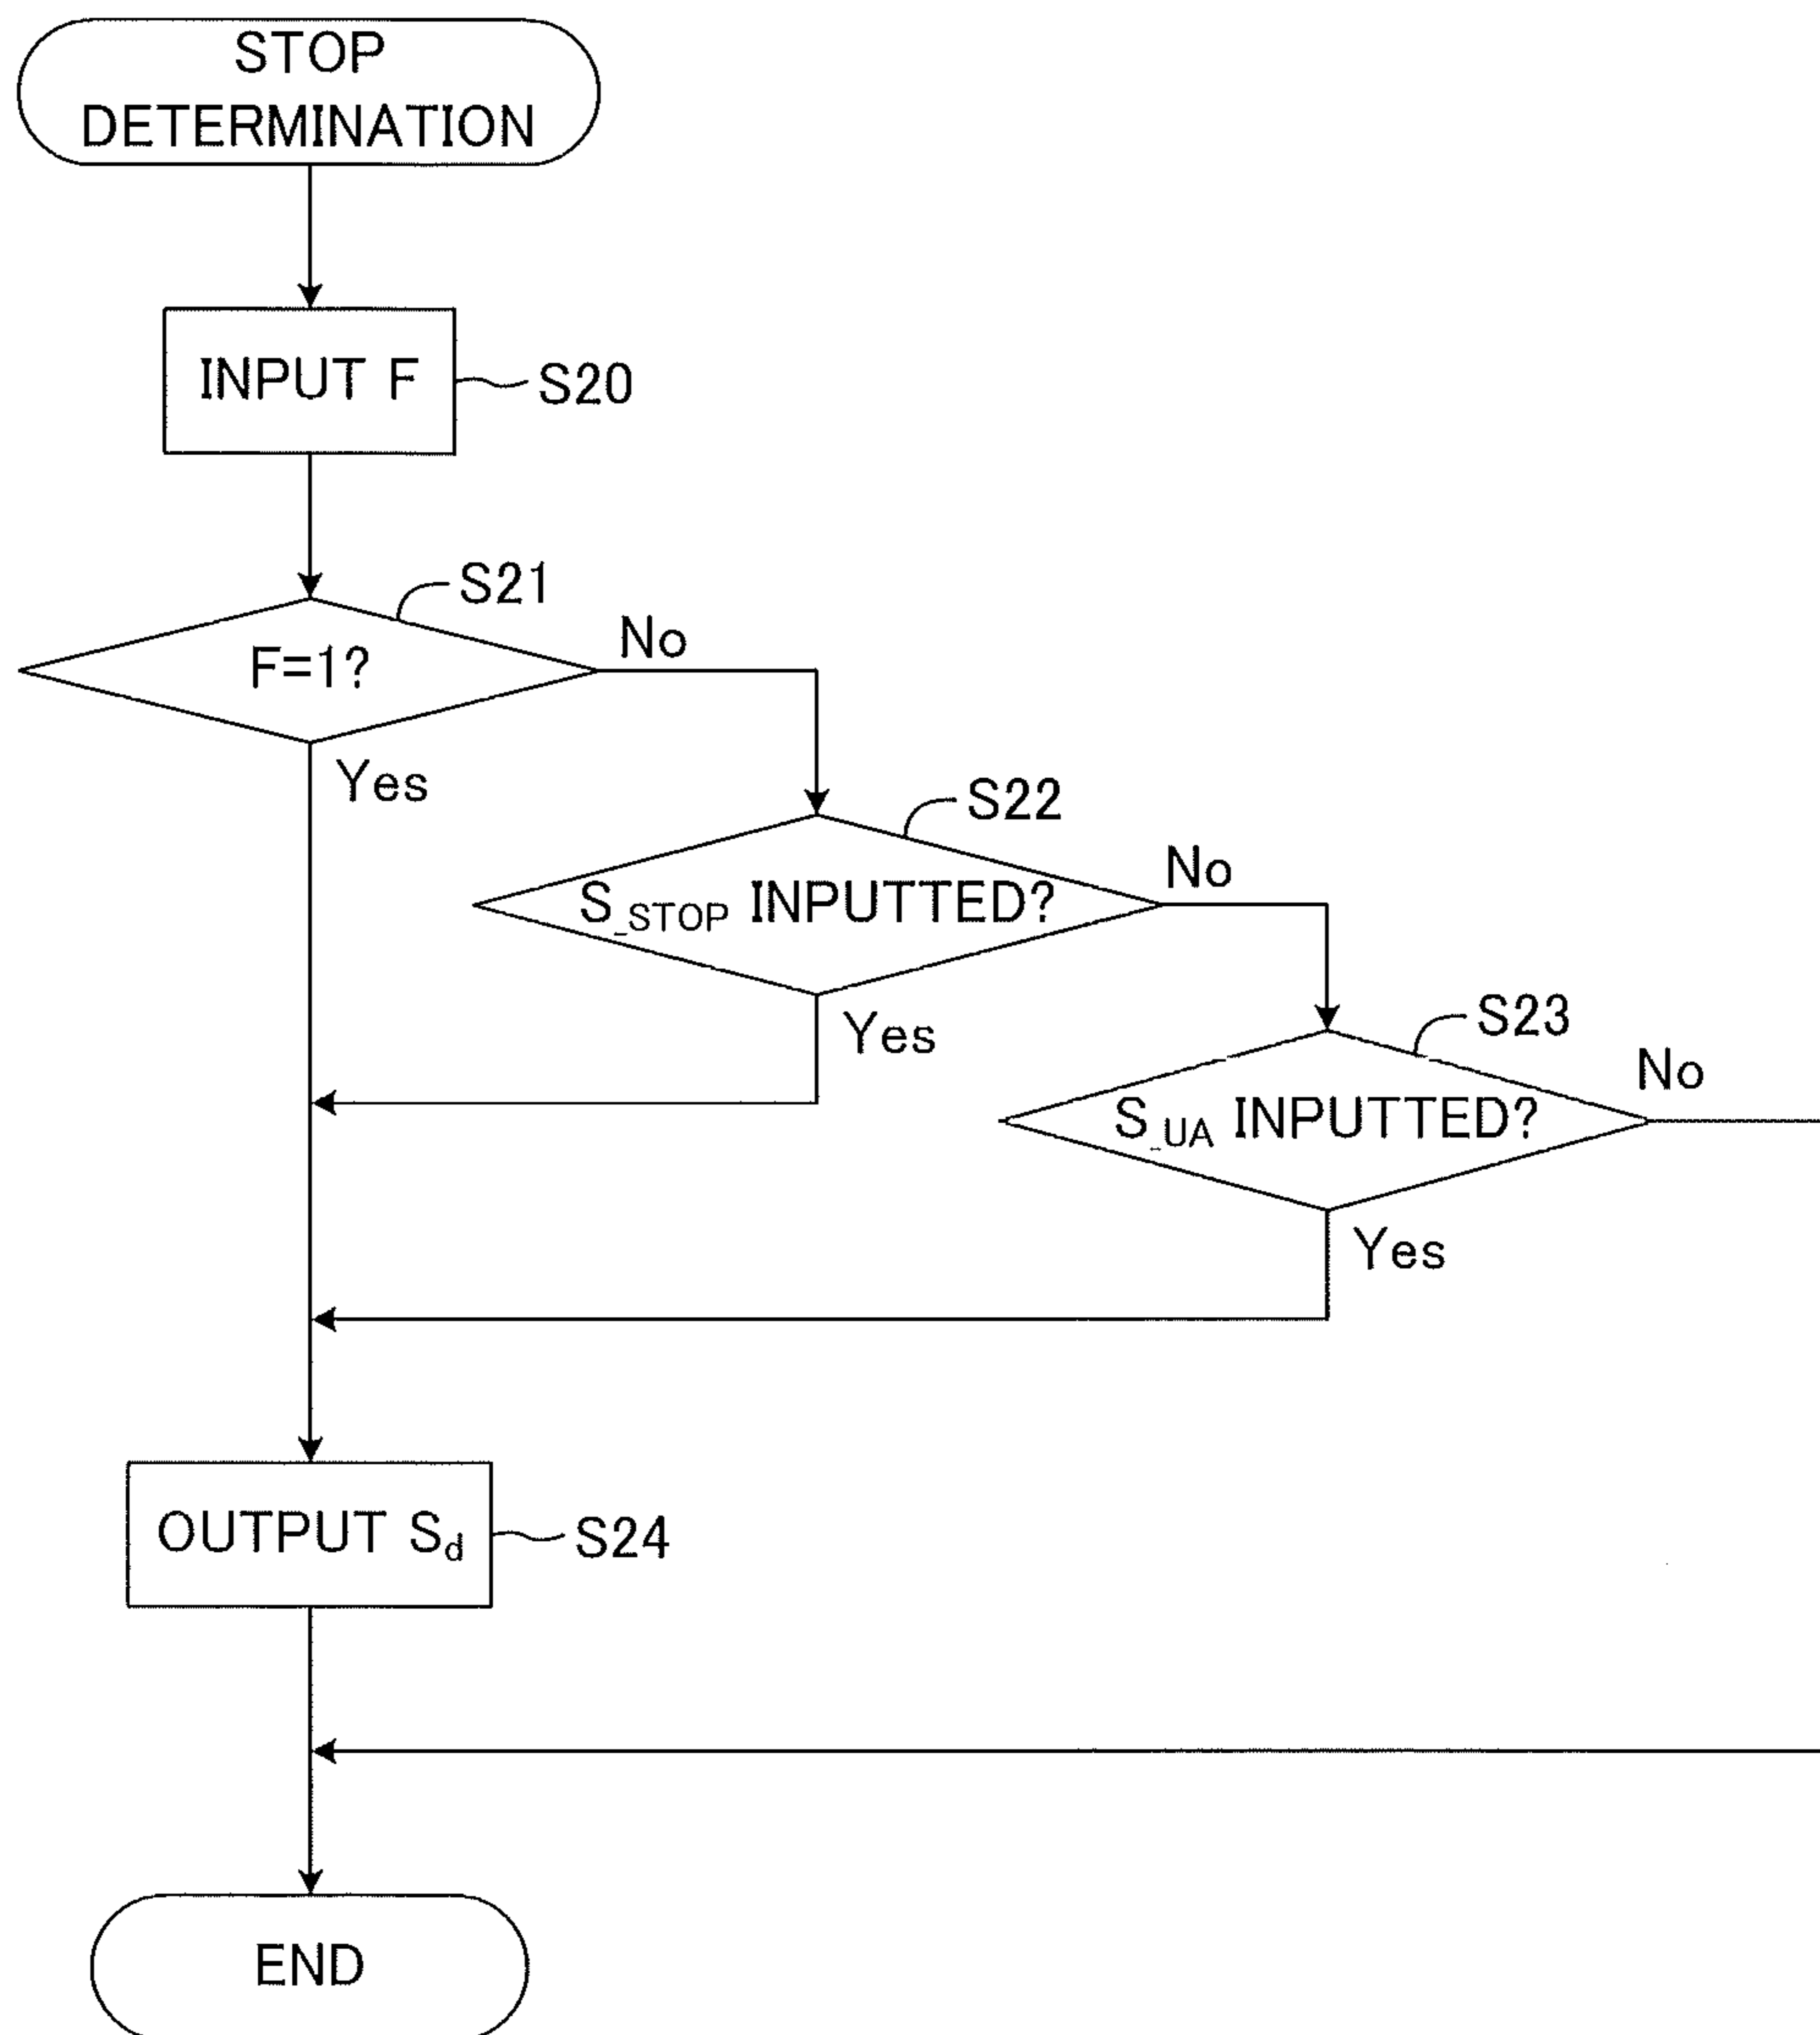 STOP
DETERMINATION
INPUT F
S20
S21
F=1?
No
Yes
S22
S_STOP INPUTTED?
No
Yes
S23
S_UA INPUTTED?
No
Yes
OUTPUT Sd
S24
END